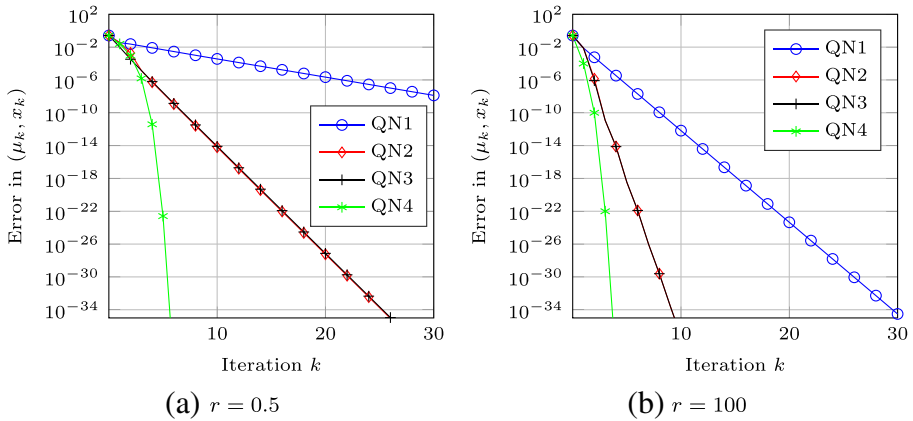 Error in (μ_k, x_k)
10^2
10^−2
10^−6
10^−10
10^−14
10^−18
10^−22
10^−26
10^−30
10^−34
0
10
20
30
Iteration k
QN1
QN2
QN3
QN4
(a) r = 0.5
Error in (μ_k, x_k)
10^2
10^−2
10^−6
10^−10
10^−14
10^−18
10^−22
10^−26
10^−30
10^−34
0
10
20
30
Iteration k
QN1
QN2
QN3
QN4
(b) r = 100